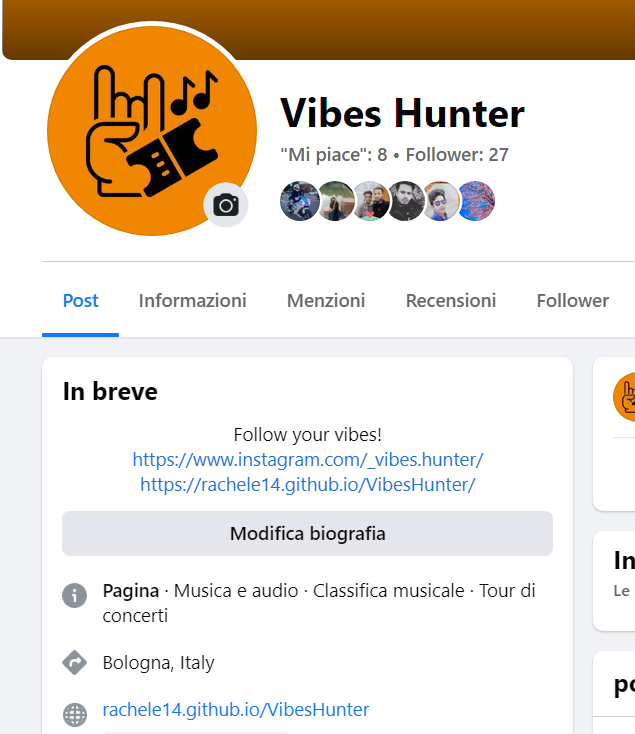 Vibes Hunter
"Mi piace": 8 • Follower: 27
Post Informazioni Menzioni Recensioni Follower
In breve
Follow your vibes!
https://www.instagram.com/_vibes.hunter/
https://rachele14.github.io/VibesHunter/
Modifica biografia
Pagina · Musica e audio · Classifica musicale · Tour di
concerti
Bologna, Italy
rachele14.github.io/VibesHunter
In
Le
po